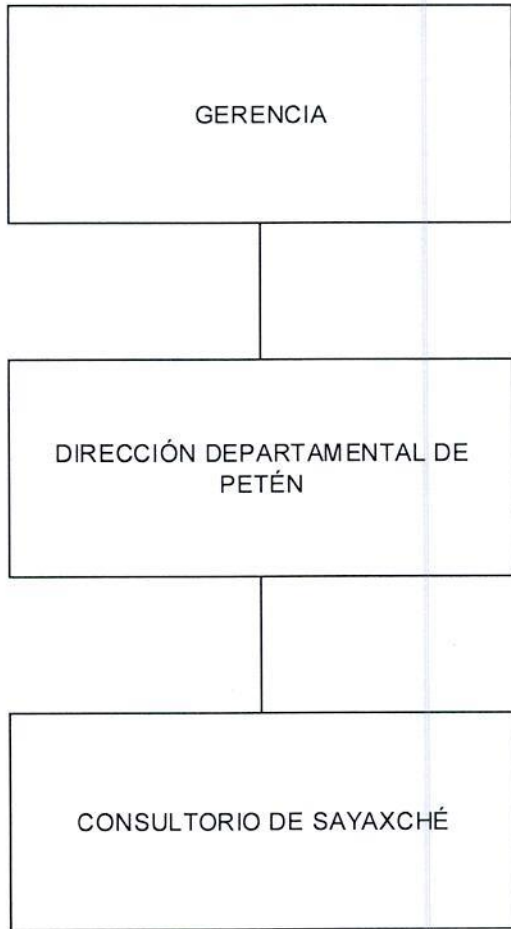 GERENCIA
DIRECCIÓN DEPARTAMENTAL DE
PETÉN
CONSULTORIO DE SAYAXCHÉ